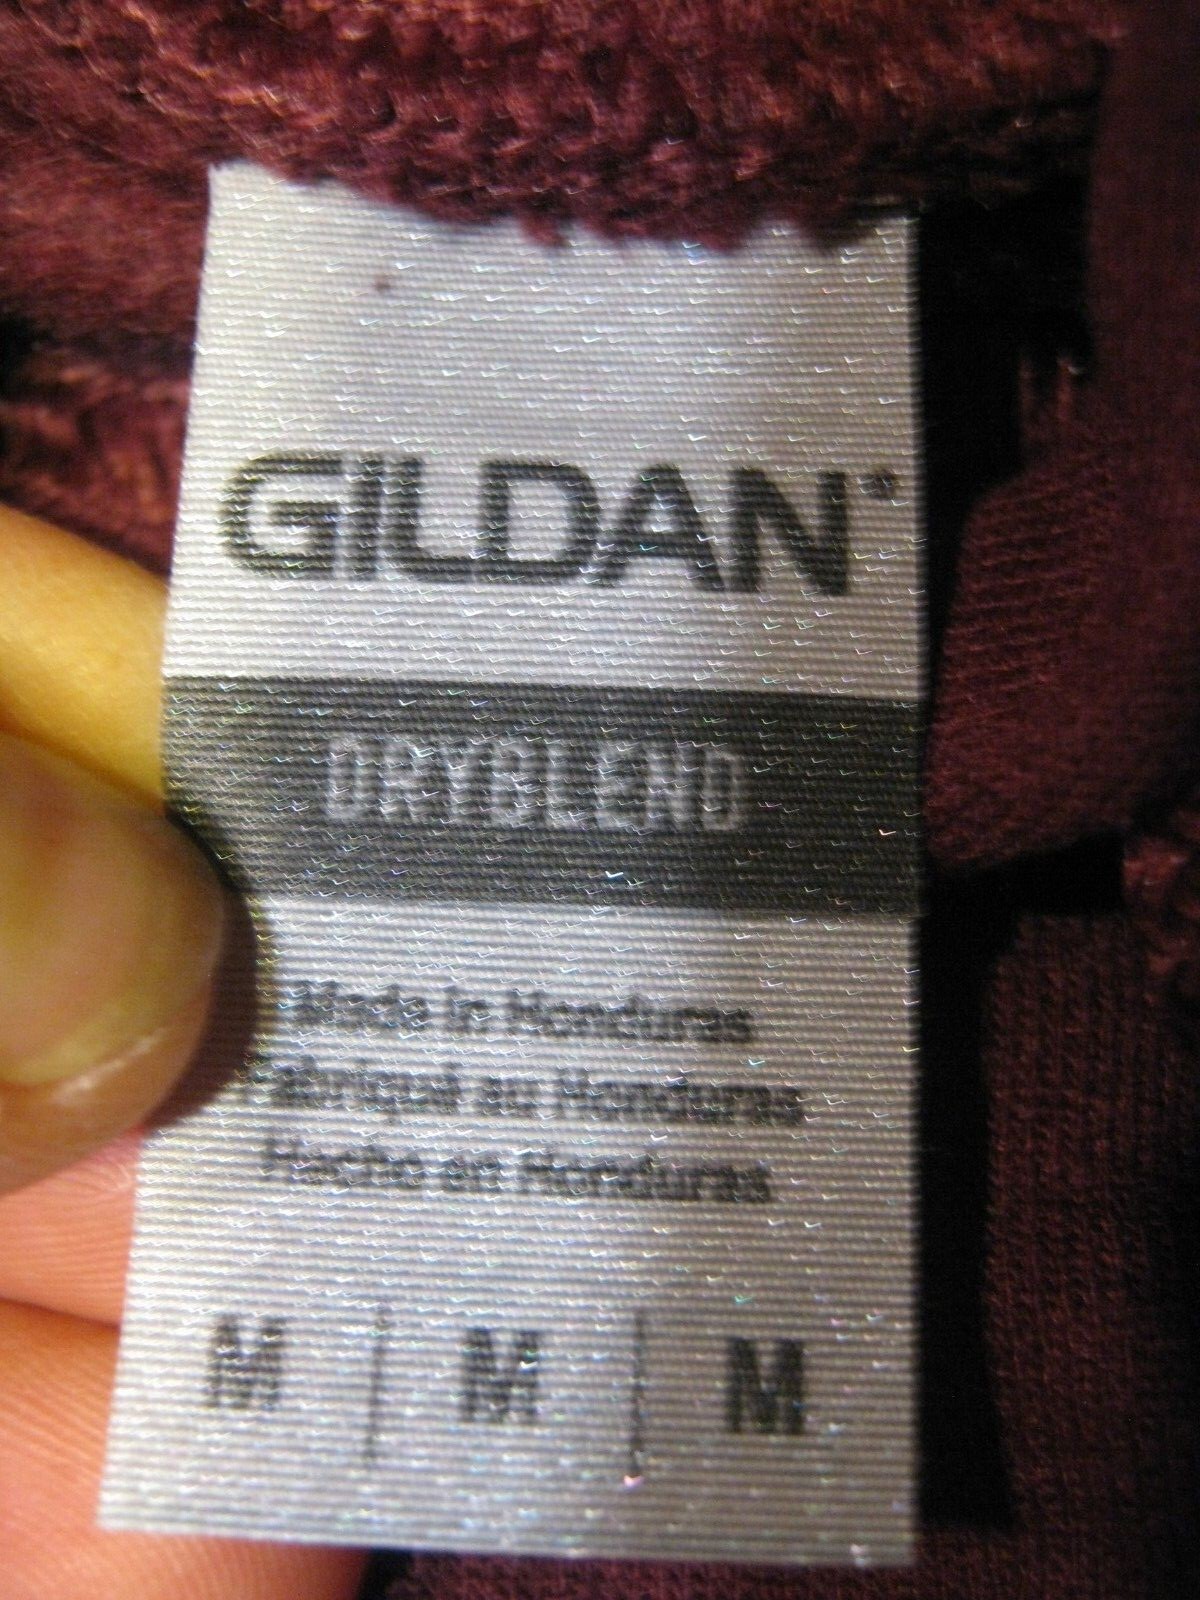 GILDAN®
DRYBLEND
Made in Honduras
Fabriqué au Honduras
Hecho en Honduras
M | M | M